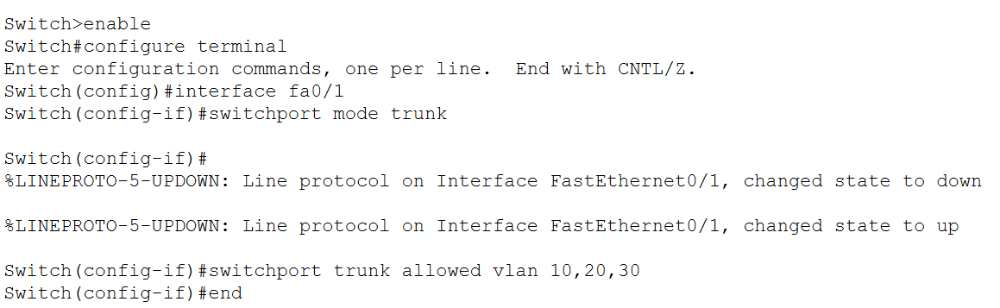 Switch>enable
Switch#configure terminal
Enter configuration commands, one per line.  End with CNTL/Z.
Switch(config)#interface fa0/1
Switch(config-if)#switchport mode trunk
Switch(config-if)#
%LINEPROTO-5-UPDOWN: Line protocol on Interface FastEthernet0/1, changed state to down
%LINEPROTO-5-UPDOWN: Line protocol on Interface FastEthernet0/1, changed state to up
Switch(config-if)#switchport trunk allowed vlan 10,20,30
Switch(config-if)#end